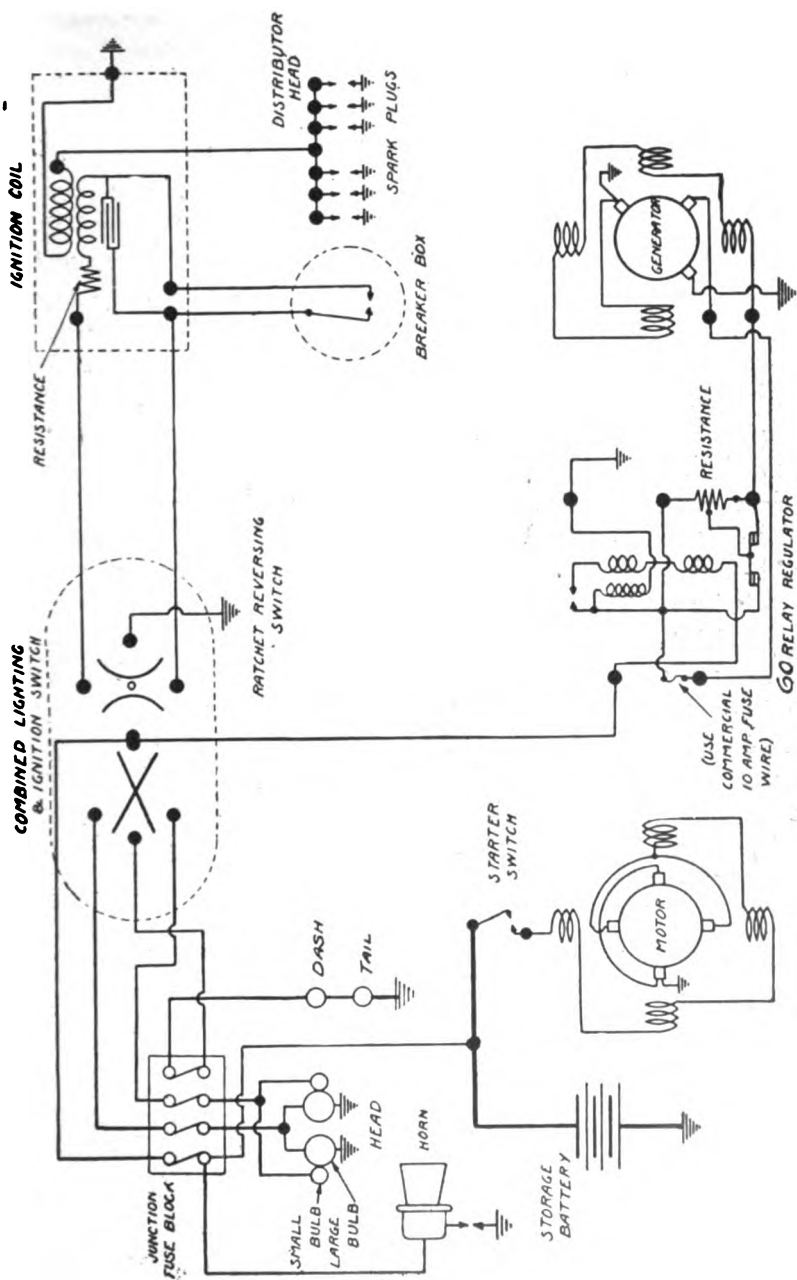 IGNITION COIL
RESISTANCE
DISTRIBUTOR
HEAD
SPARK PLUGS
BREAKER BOX
COMBINED LIGHTING
& IGNITION SWITCH
RATCHET REVERSING
SWITCH
GENERATOR
RESISTANCE
GO RELAY REGULATOR
(USE
COMMERCIAL
10 AMP. FUSE
WIRE)
STARTER
SWITCH
MOTOR
DASH
TAIL
JUNCTION
FUSE BLOCK
SMALL
BULB
LARGE
BULB
HEAD
HORN
STORAGE
BATTERY